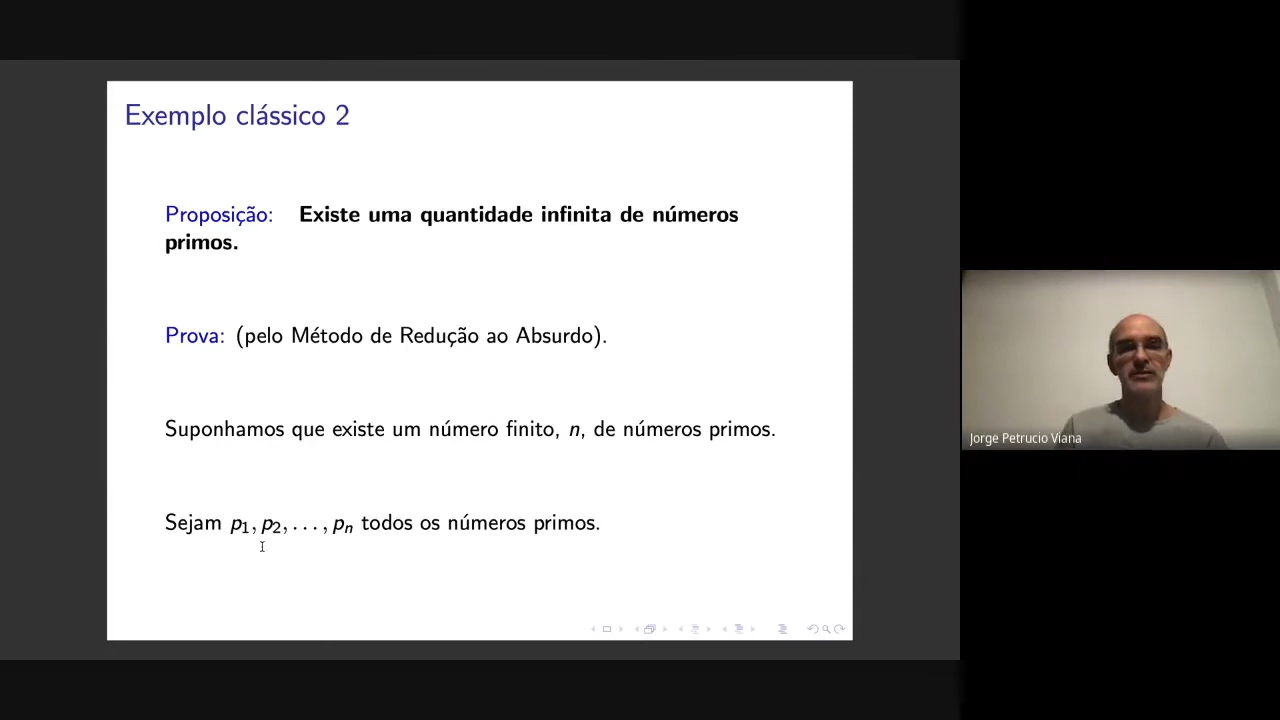 Exemplo clássico 2
Proposição: Existe uma quantidade infinita de números
primos.
Prova: (pelo Método de Redução ao Absurdo).
Suponhamos que existe um número finito, n, de números primos.
Sejam p₁, p₂, . . . , pₙ todos os números primos.
Jorge Petrucio Viana